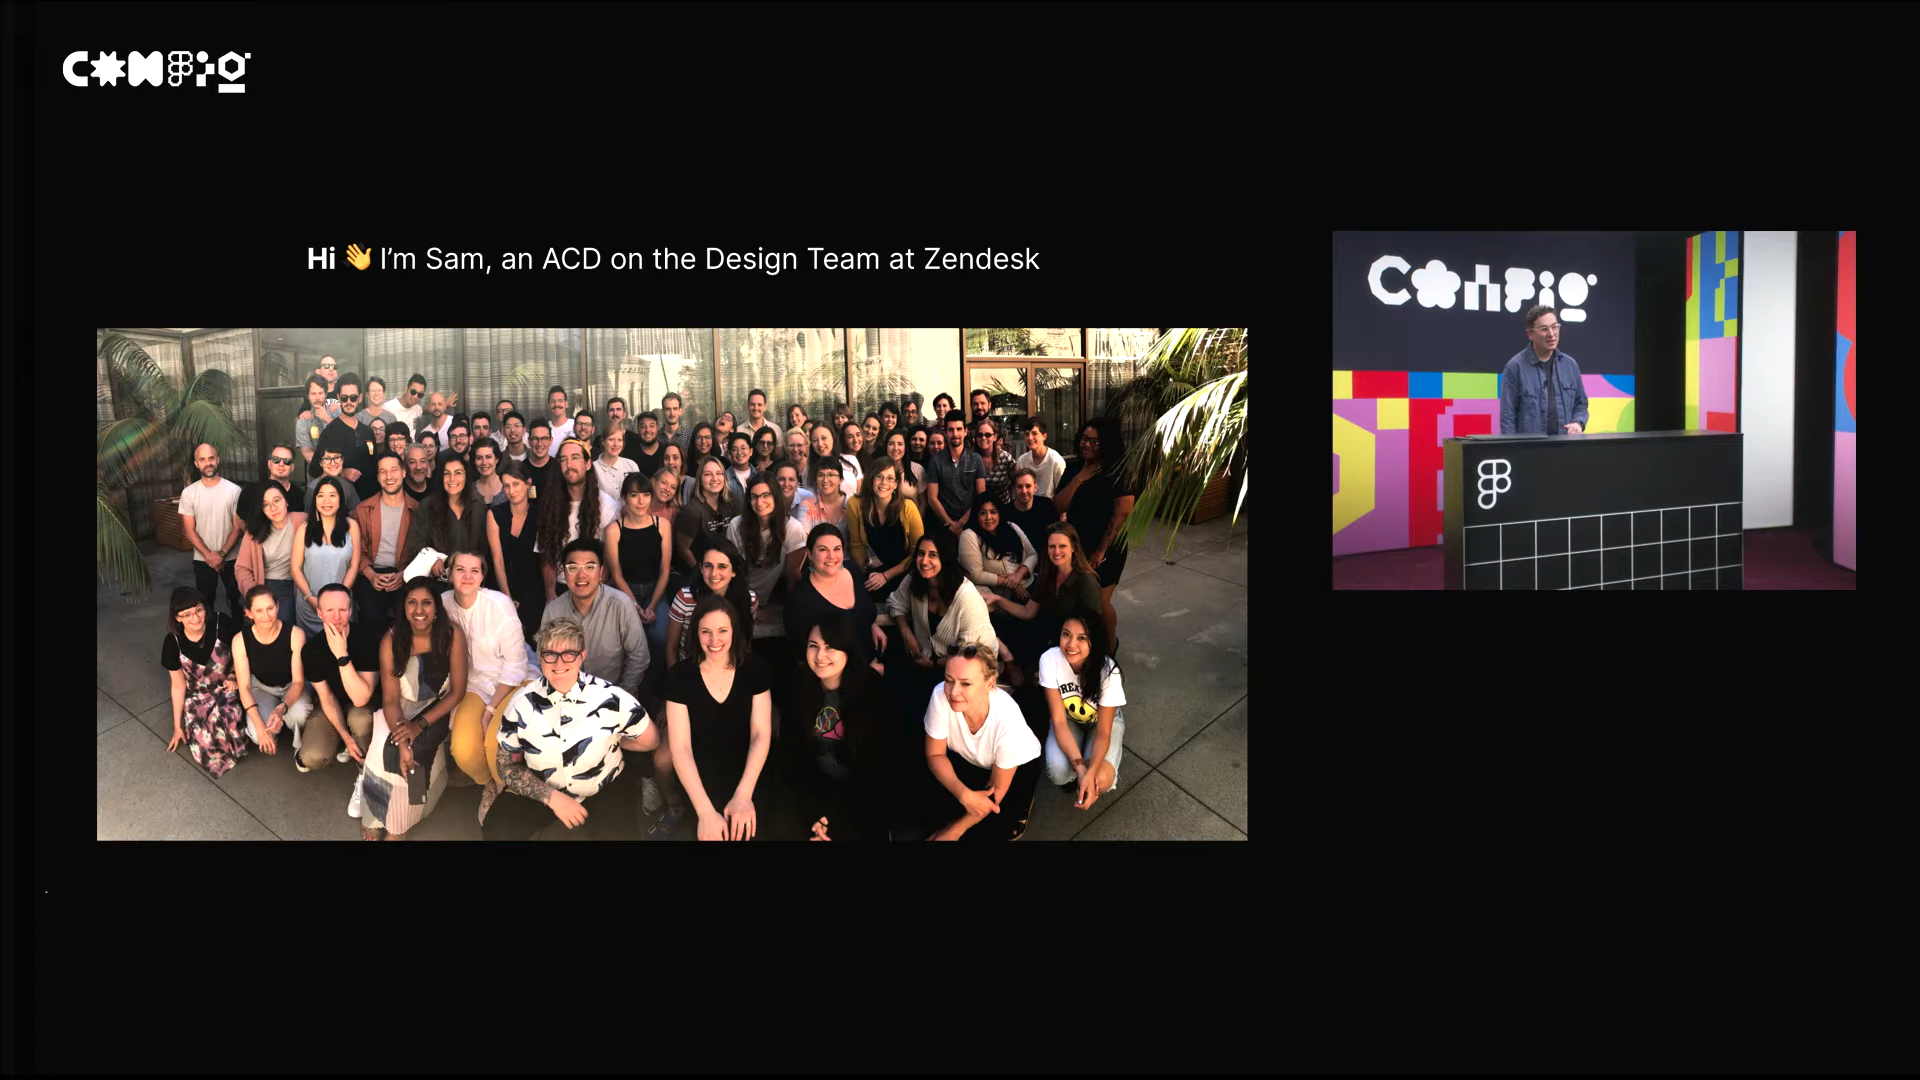 CONFIG
Hi 👋 I’m Sam, an ACD on the Design Team at Zendesk
Config